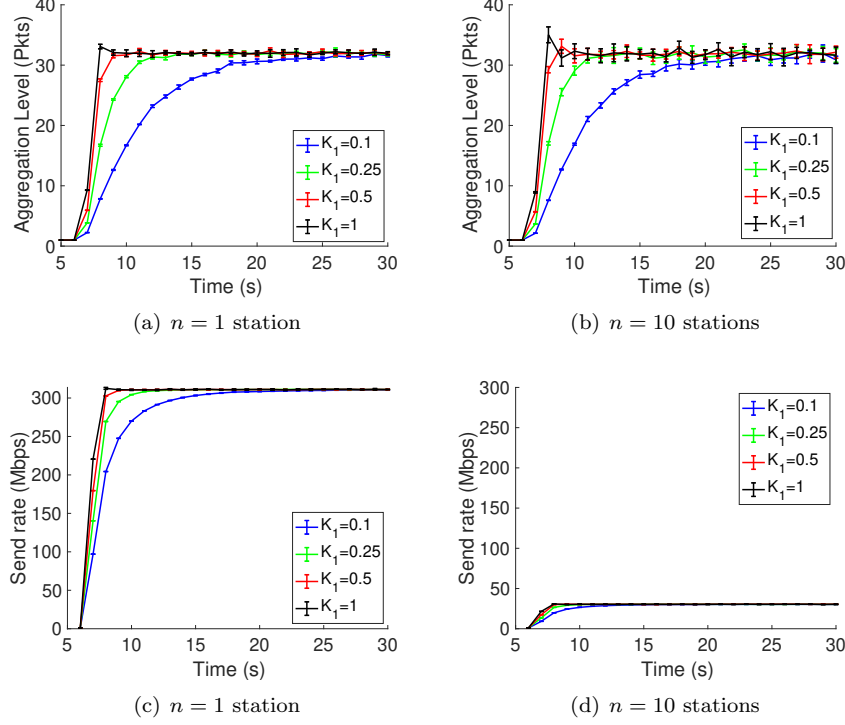 Aggregation Level (Pkts)
40
30
20
10
0
K1=0.1
K1=0.25
K1=0.5
K1=1
5 10 15 20 25 30
Time (s)
(a) n = 1 station
Aggregation Level (Pkts)
40
30
20
10
0
K1=0.1
K1=0.25
K1=0.5
K1=1
5 10 15 20 25 30
Time (s)
(b) n = 10 stations
Send rate (Mbps)
300
250
200
150
100
50
0
K1=0.1
K1=0.25
K1=0.5
K1=1
5 10 15 20 25 30
Time (s)
(c) n = 1 station
Send rate (Mbps)
300
250
200
150
100
50
0
K1=0.1
K1=0.25
K1=0.5
K1=1
5 10 15 20 25 30
Time (s)
(d) n = 10 stations